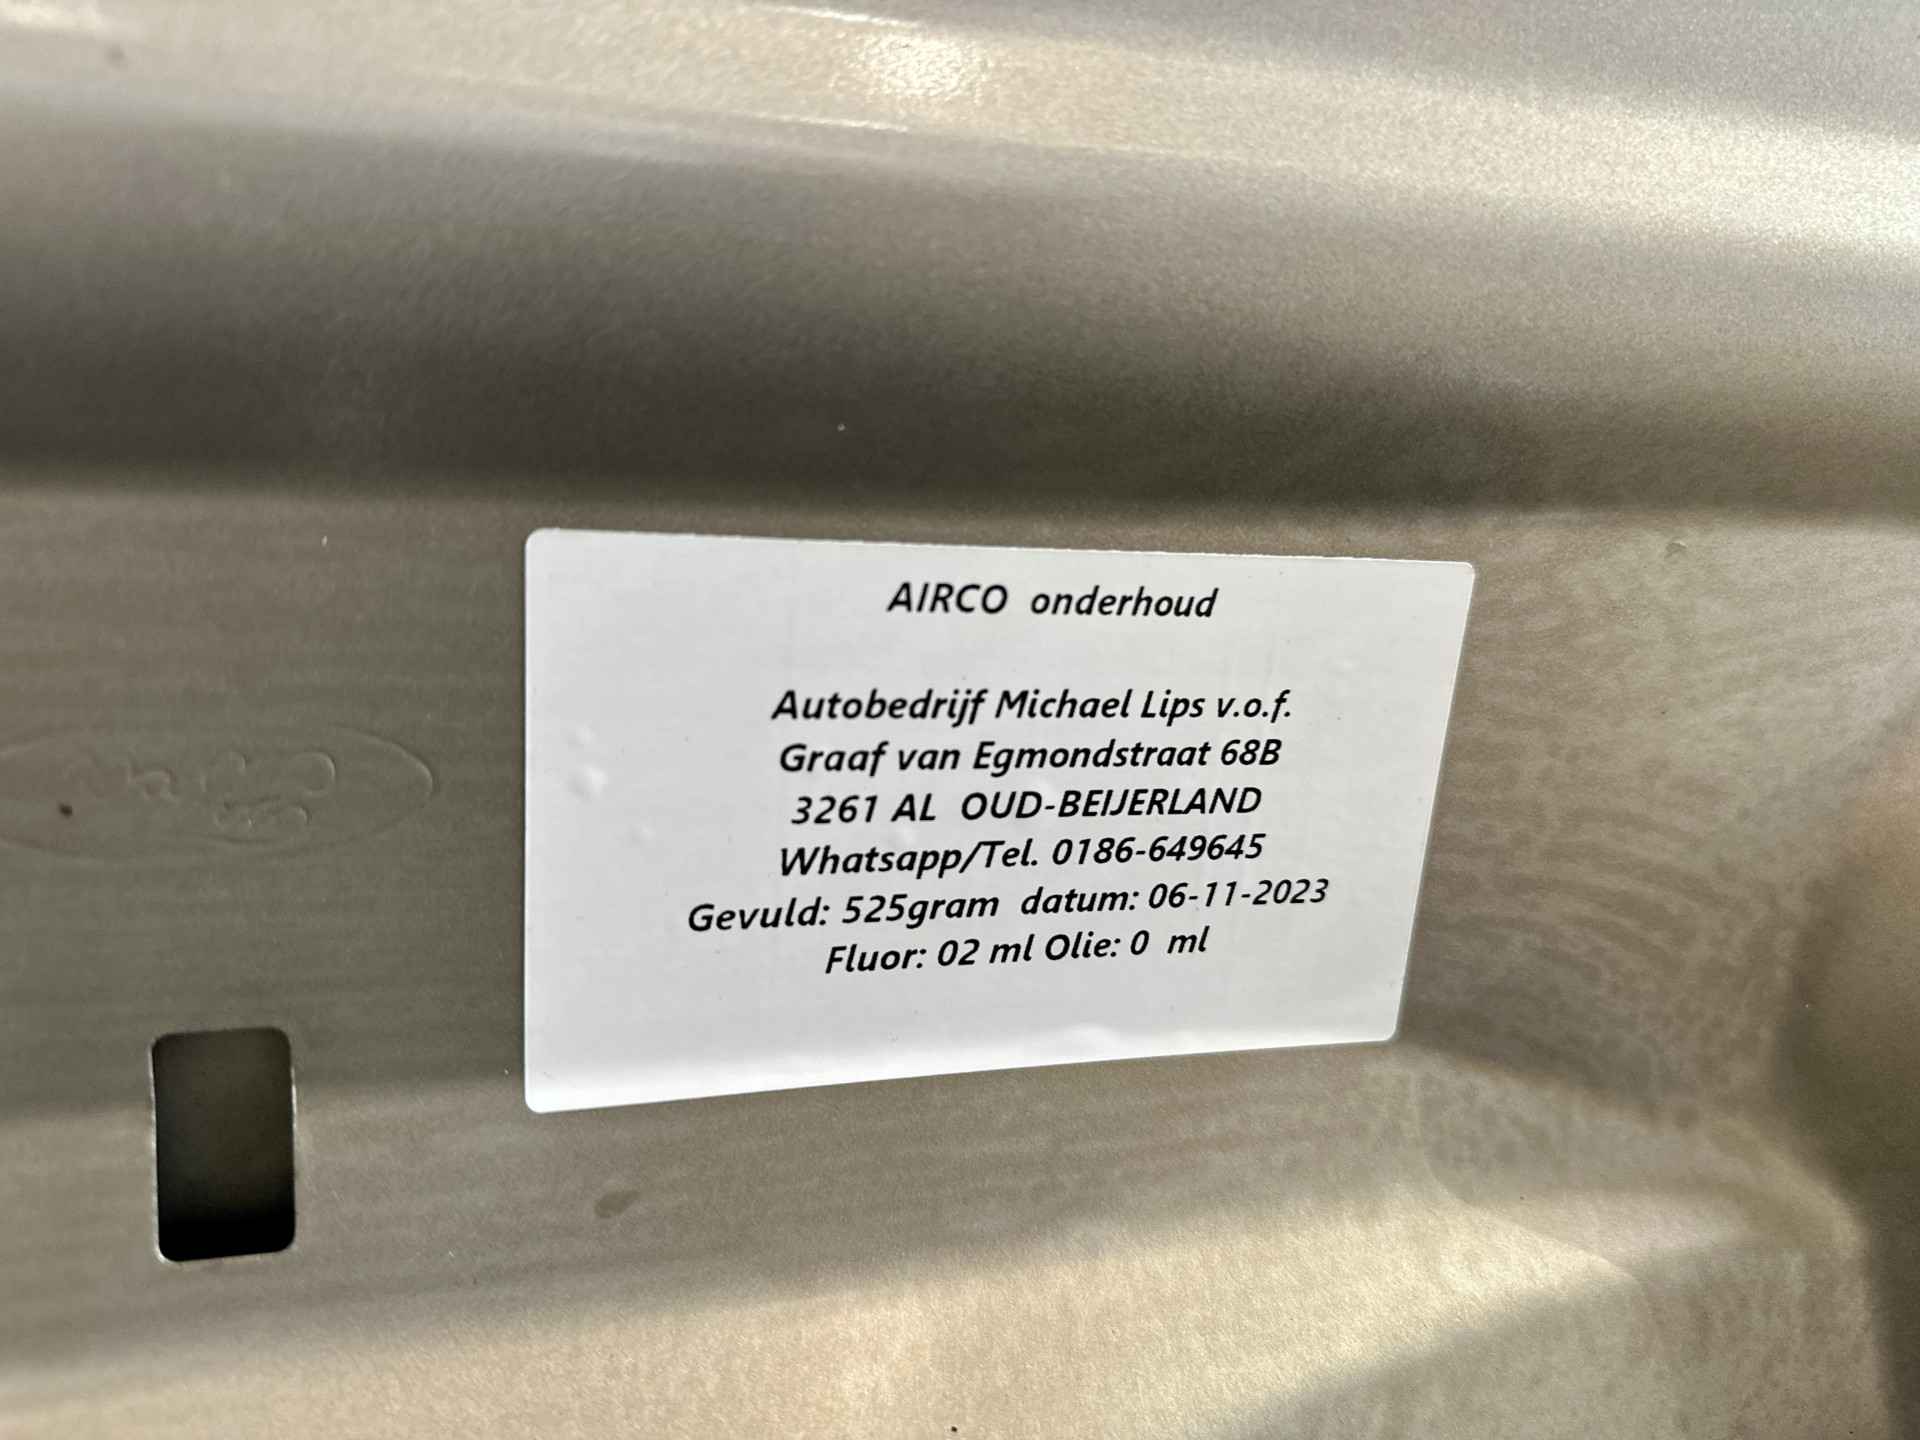 AIRCO onderhoud
Autobedrijf Michael Lips v.o.f.
Graaf van Egmondstraat 68B
3261 AL OUD-BEIJERLAND
Whatsapp/Tel. 0186-649645
Gevuld: 525gram datum: 06-11-2023
Fluor: 02 ml Olie: 0 ml